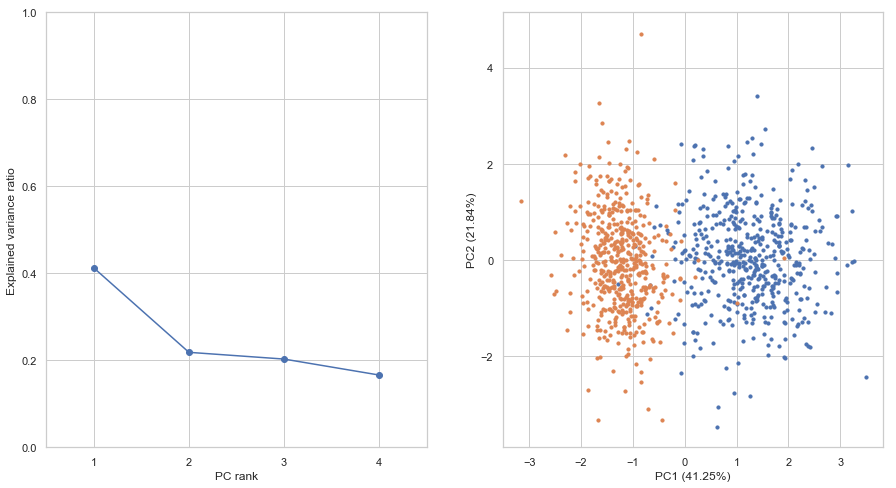 1.0
0.8
0.6
0.4
0.2
0.0
Explained variance ratio
1 2 3 4
PC rank
4
2
0
−2
PC2 (21.84%)
−3 −2 −1 0 1 2 3
PC1 (41.25%)